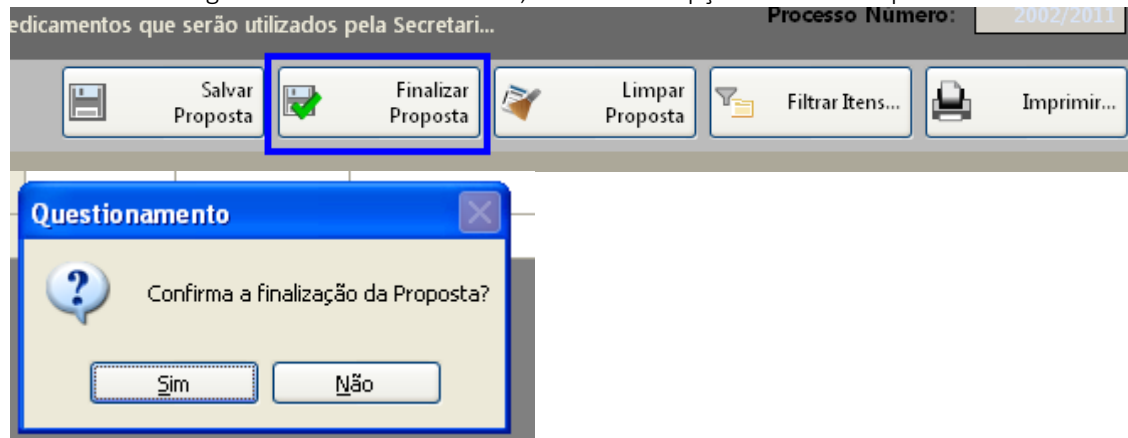 edicamentos que serão utilizados pela Secretari...
Processo Número: 2002/2011
Salvar
Proposta
Finalizar
Proposta
Limpar
Proposta
Filtrar Itens...
Imprimir...
Questionamento
Confirma a finalização da Proposta?
Sim
Não